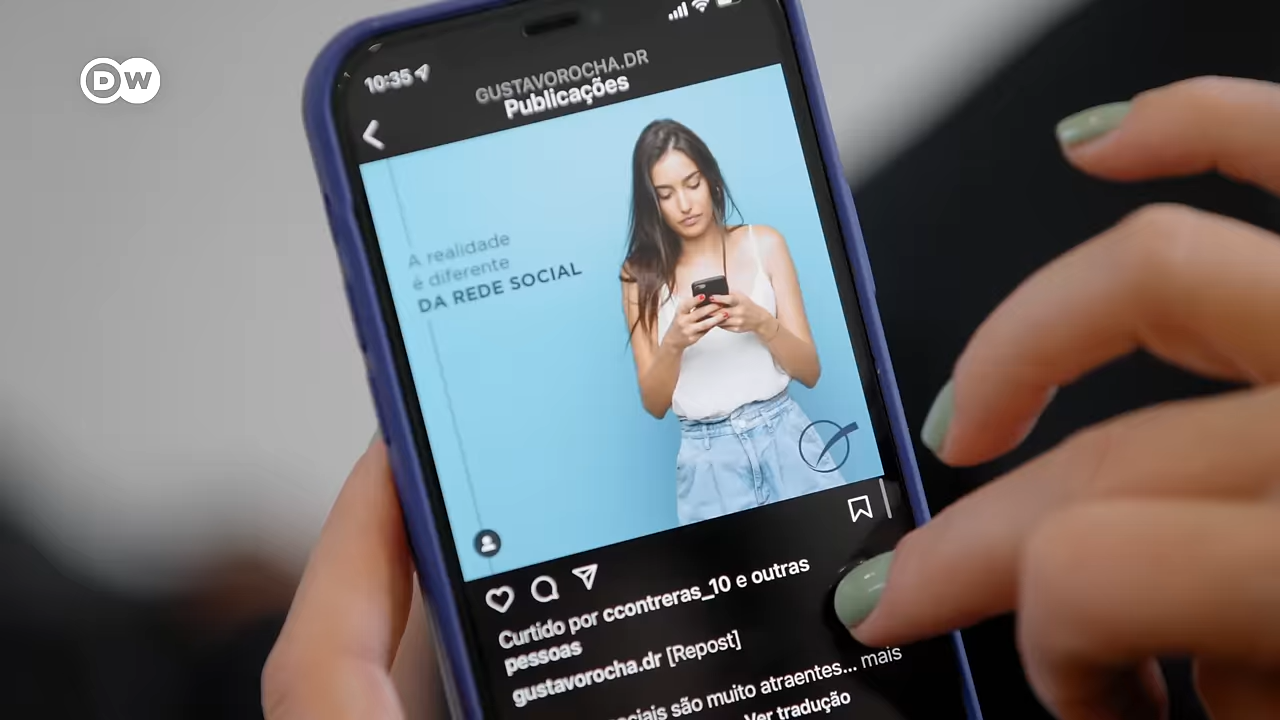 DW
10:35
GUSTAVOROCHA.DR
Publicações
A realidade
é diferente
DA REDE SOCIAL
Curtido por ccontreras_10 e outras
pessoas
gustavorocha.dr [Repost]
são muito atraentes... mais
Ver tradução